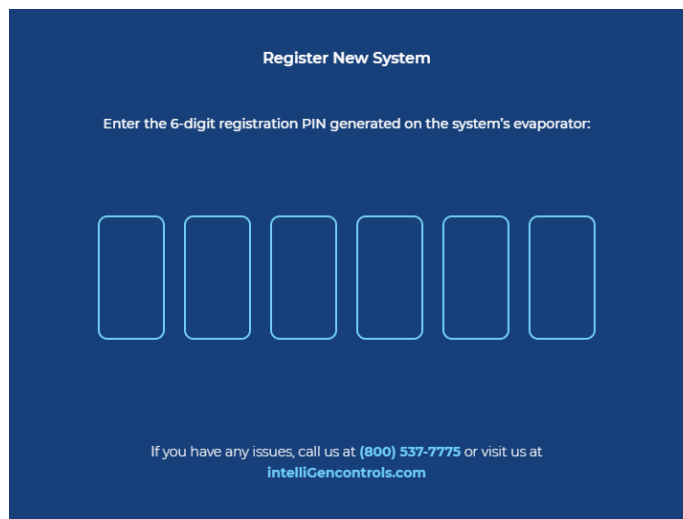 Register New System
Enter the 6-digit registration PIN generated on the system's evaporator:
If you have any issues, call us at (800) 537-7775 or visit us at
intelliGencontrols.com